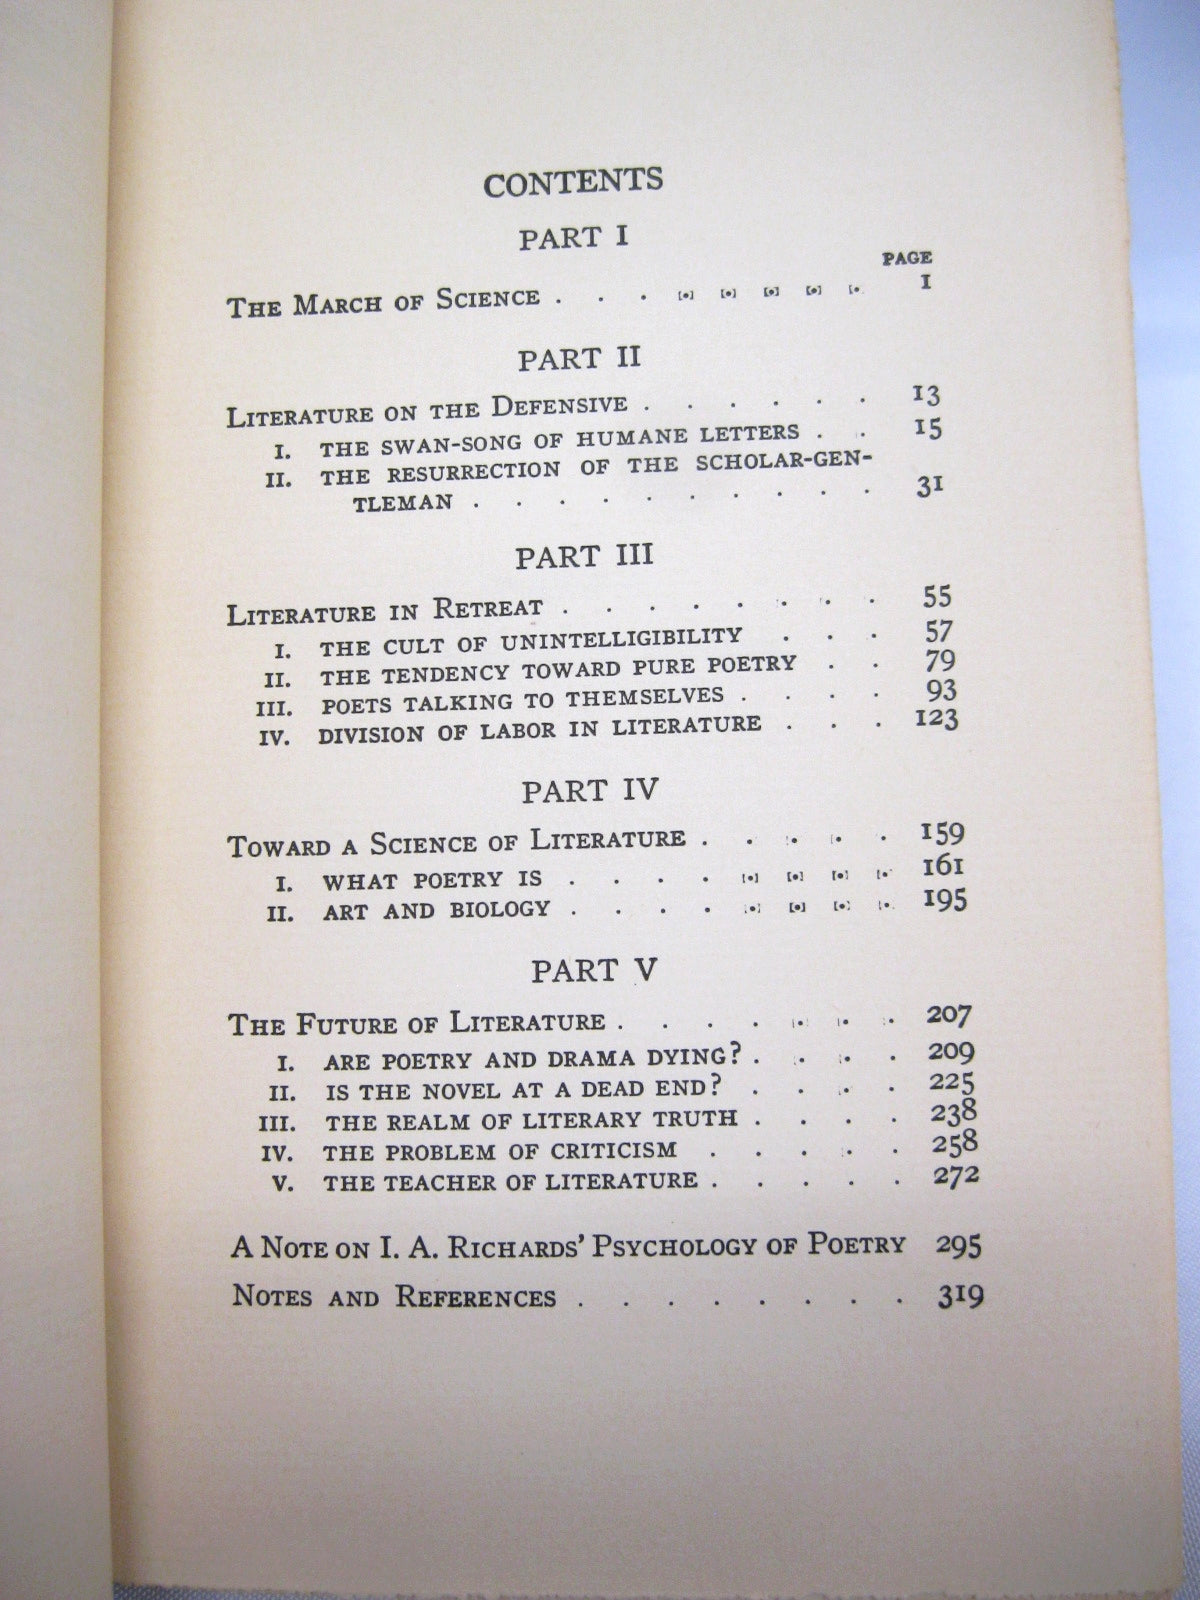 CONTENTS
PART I
PAGE
THE MARCH OF SCIENCE . . . . . . . . 1
PART II
LITERATURE ON THE DEFENSIVE . . . . . . 13
I. THE SWAN-SONG OF HUMANE LETTERS . . 15
II. THE RESURRECTION OF THE SCHOLAR-GEN-
TLEMAN . . . . . . . . . . 31
PART III
LITERATURE IN RETREAT . . . . . . . . 55
I. THE CULT OF UNINTELLIGIBILITY . . . 57
II. THE TENDENCY TOWARD PURE POETRY . . 79
III. POETS TALKING TO THEMSELVES . . . . 93
IV. DIVISION OF LABOR IN LITERATURE . . . 123
PART IV
TOWARD A SCIENCE OF LITERATURE . . . . . 159
I. WHAT POETRY IS . . . . . . . . 161
II. ART AND BIOLOGY . . . . . . . . 195
PART V
THE FUTURE OF LITERATURE . . . . . . . 207
I. ARE POETRY AND DRAMA DYING? . . . . 209
II. IS THE NOVEL AT A DEAD END? . . . . 225
III. THE REALM OF LITERARY TRUTH . . . . 238
IV. THE PROBLEM OF CRITICISM . . . . . 258
V. THE TEACHER OF LITERATURE . . . . . 272
A NOTE ON I. A. RICHARDS' PSYCHOLOGY OF POETRY 295
NOTES AND REFERENCES . . . . . . . . 319